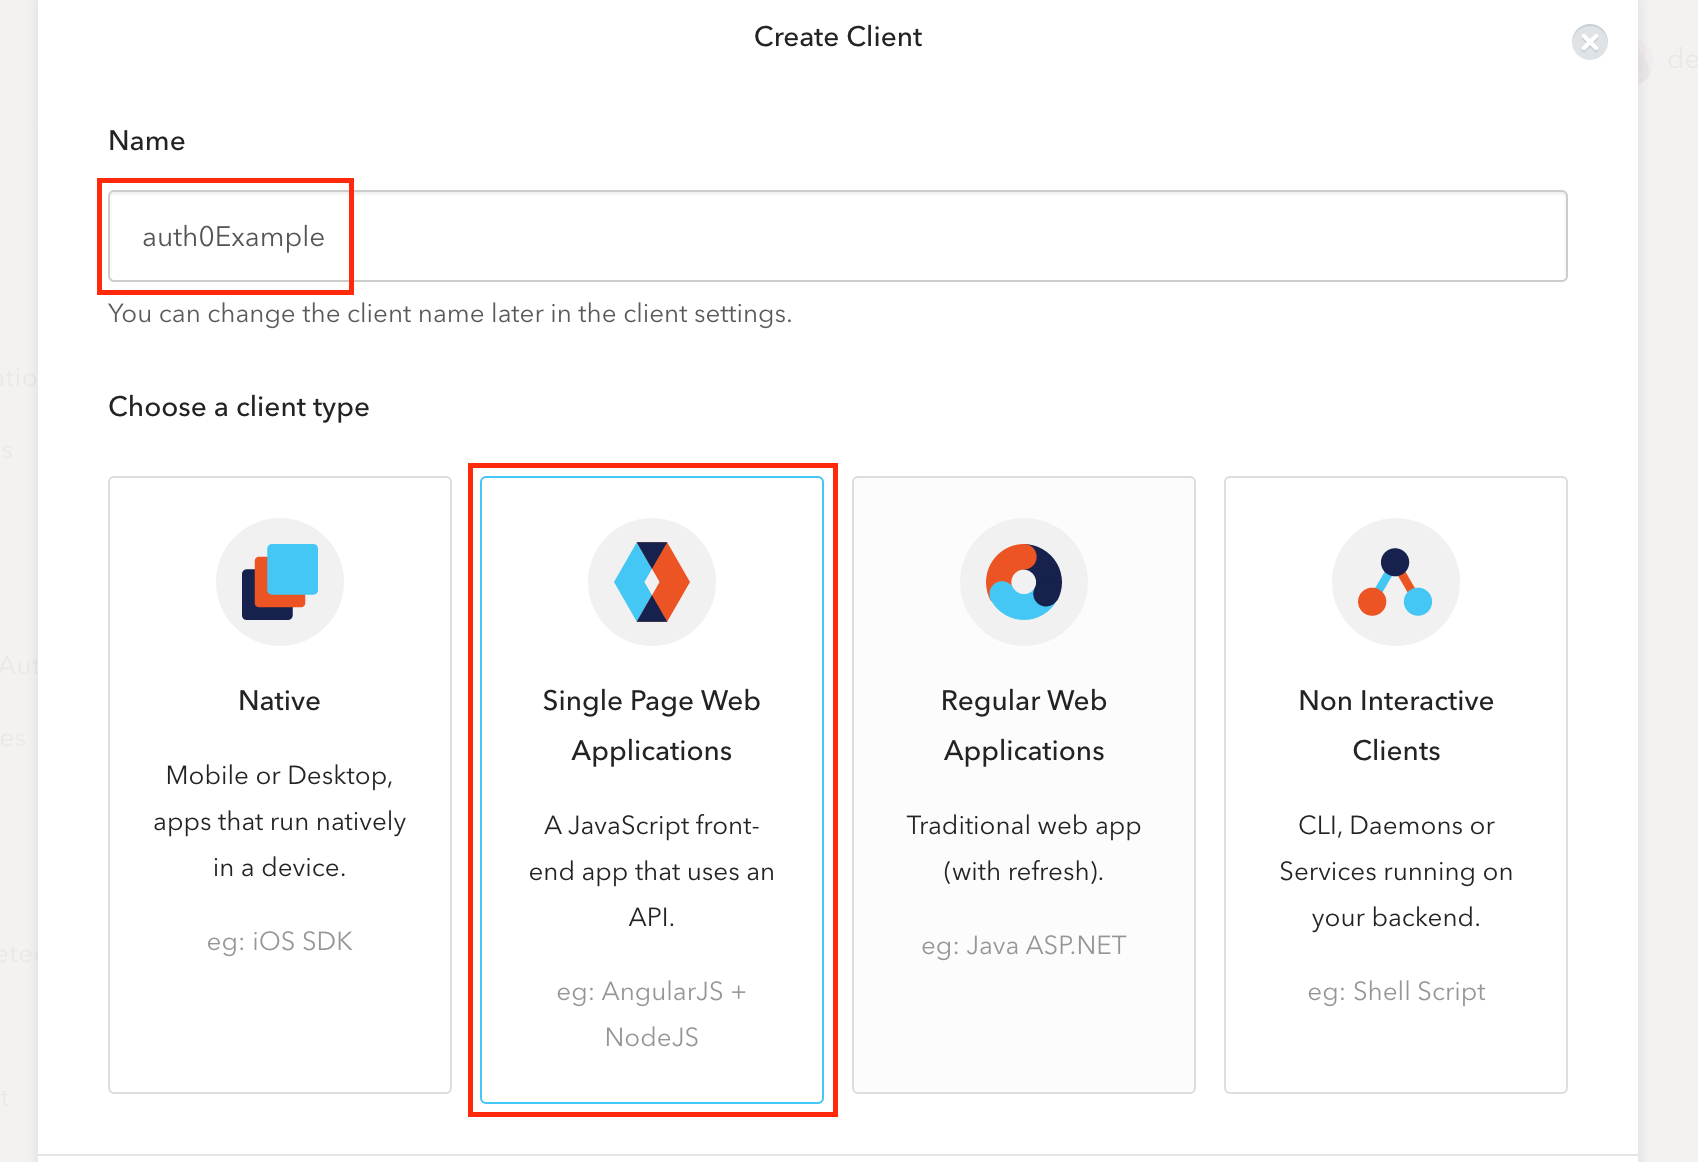 Create Client
de
Name
auth0Example
You can change the client name later in the client settings.
Choose a client type
Native
Mobile or Desktop,
apps that run natively
in a device.
eg: iOS SDK
Single Page Web
Applications
A JavaScript front-
end app that uses an
API.
eg: AngularJS +
NodeJS
Regular Web
Applications
Traditional web app
(with refresh).
eg: Java ASP.NET
Non Interactive
Clients
CLI, Daemons or
Services running on
your backend.
eg: Shell Script